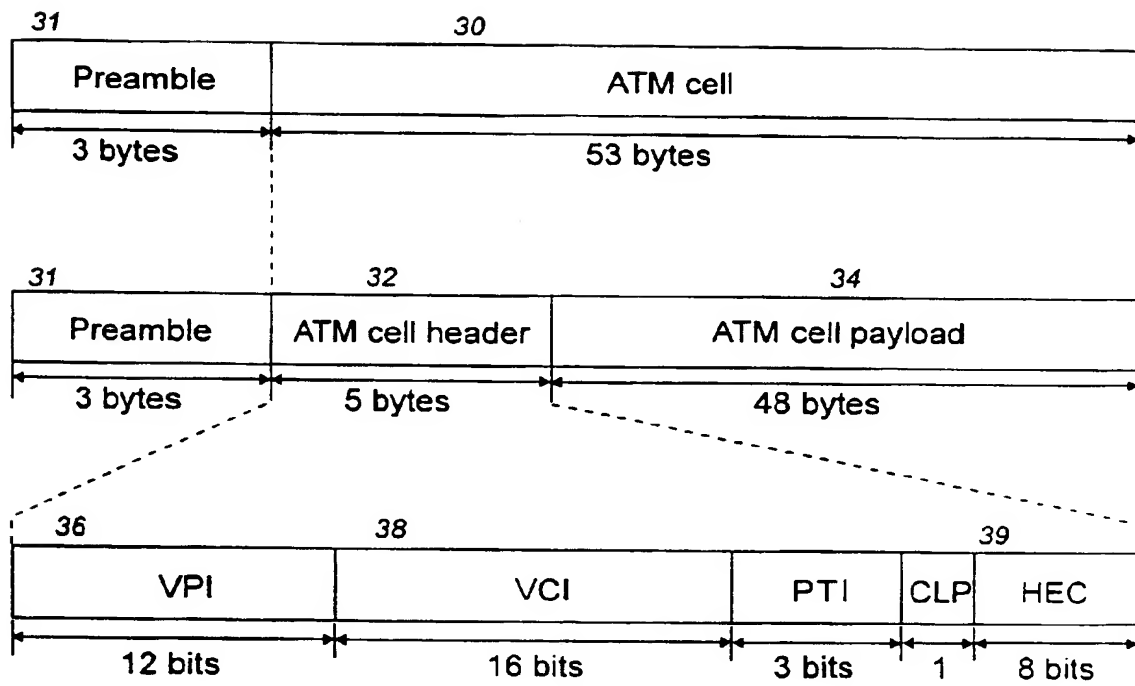 31 30
Preamble ATM cell
3 bytes 53 bytes
31 32 34
Preamble ATM cell header ATM cell payload
3 bytes 5 bytes 48 bytes
36 38 39
VPI VCI PTI CLP HEC
12 bits 16 bits 3 bits 1 8 bits